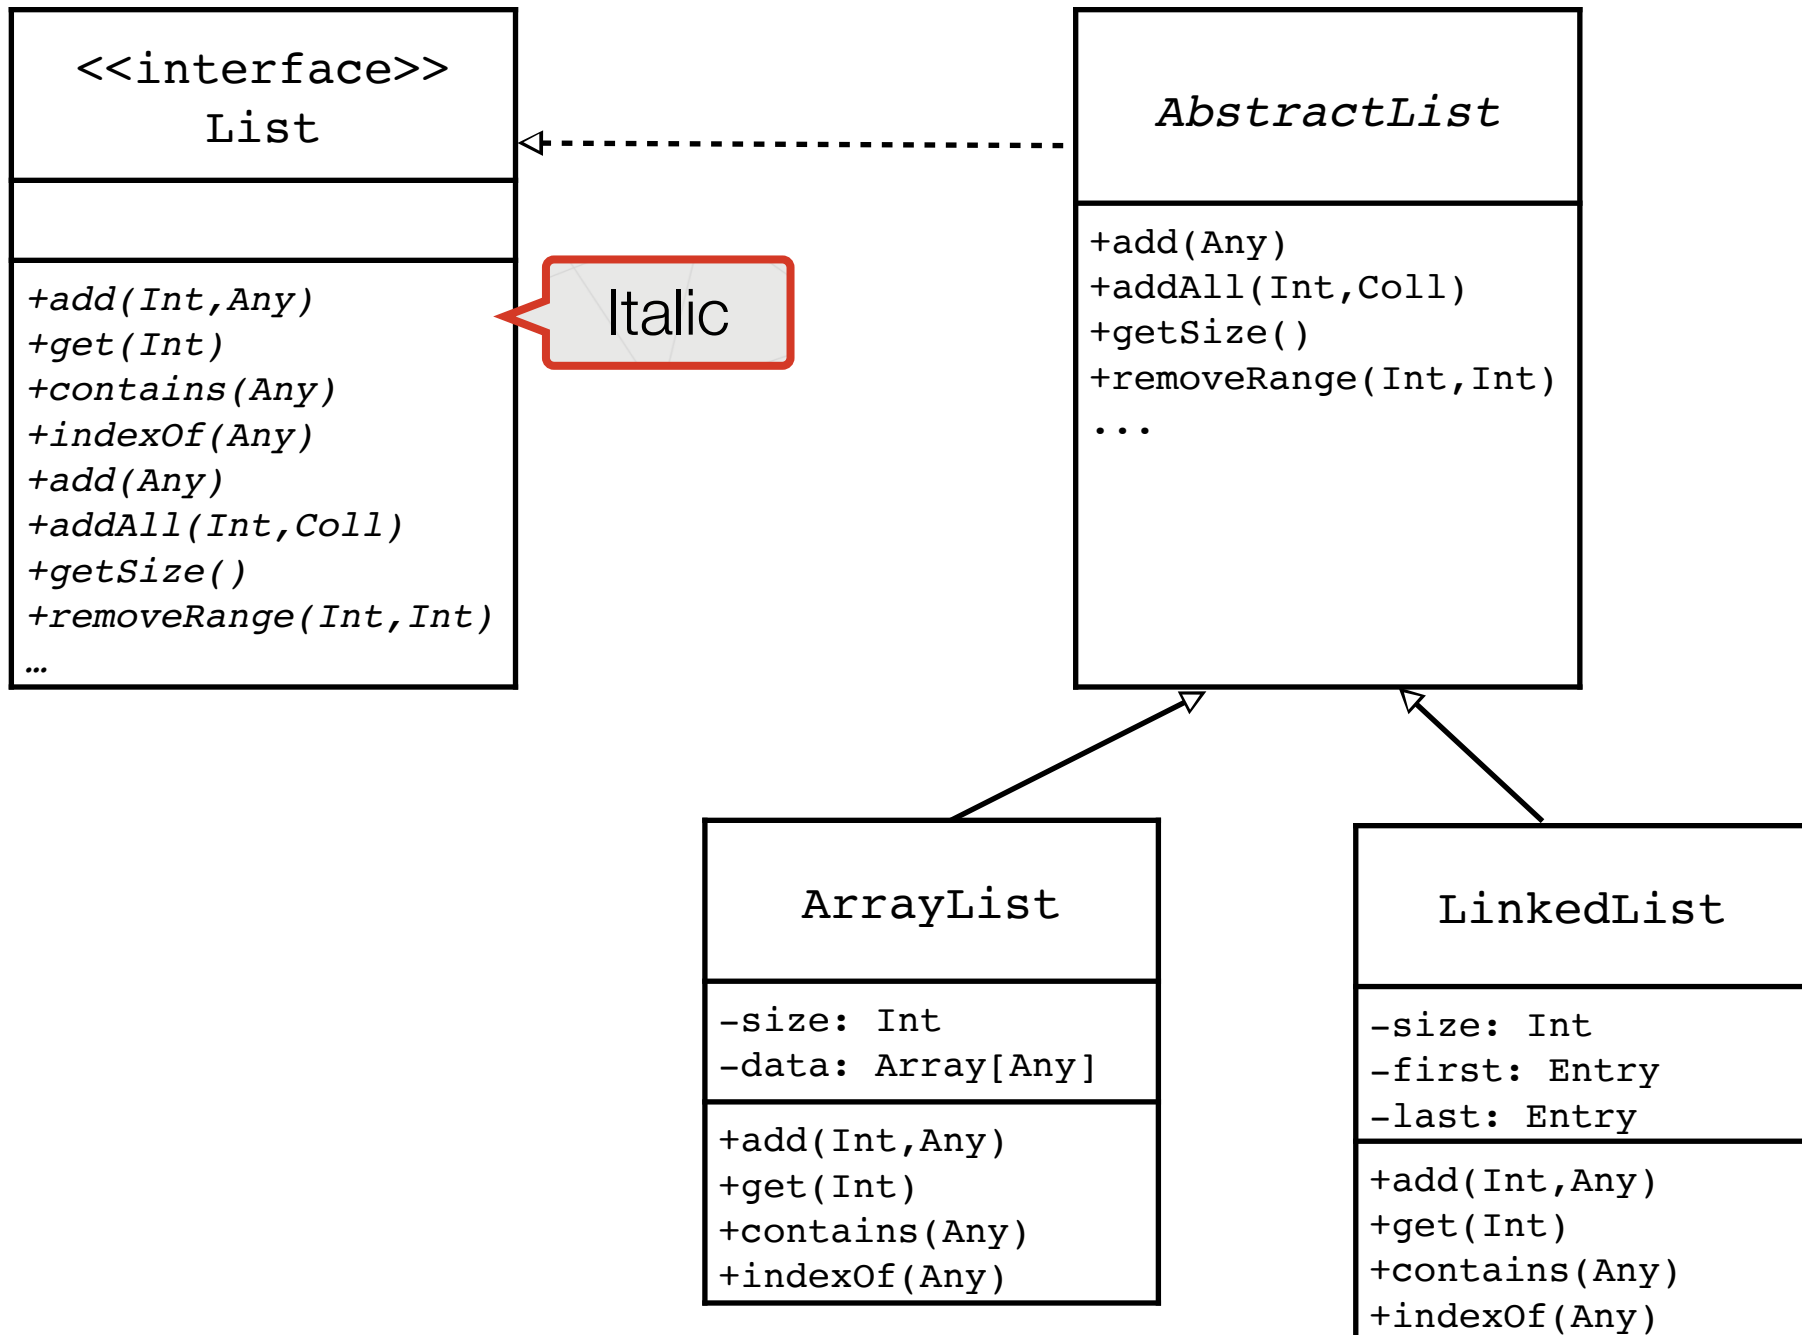 <<interface>>
List
+add(Int,Any)
+get(Int)
+contains(Any)
+indexOf(Any)
+add(Any)
+addAll(Int,Coll)
+getSize()
+removeRange(Int,Int)
…
Italic
AbstractList
+add(Any)
+addAll(Int,Coll)
+getSize()
+removeRange(Int,Int)
...
ArrayList
-size: Int
-data: Array[Any]
+add(Int,Any)
+get(Int)
+contains(Any)
+indexOf(Any)
LinkedList
-size: Int
-first: Entry
-last: Entry
+add(Int,Any)
+get(Int)
+contains(Any)
+indexOf(Any)